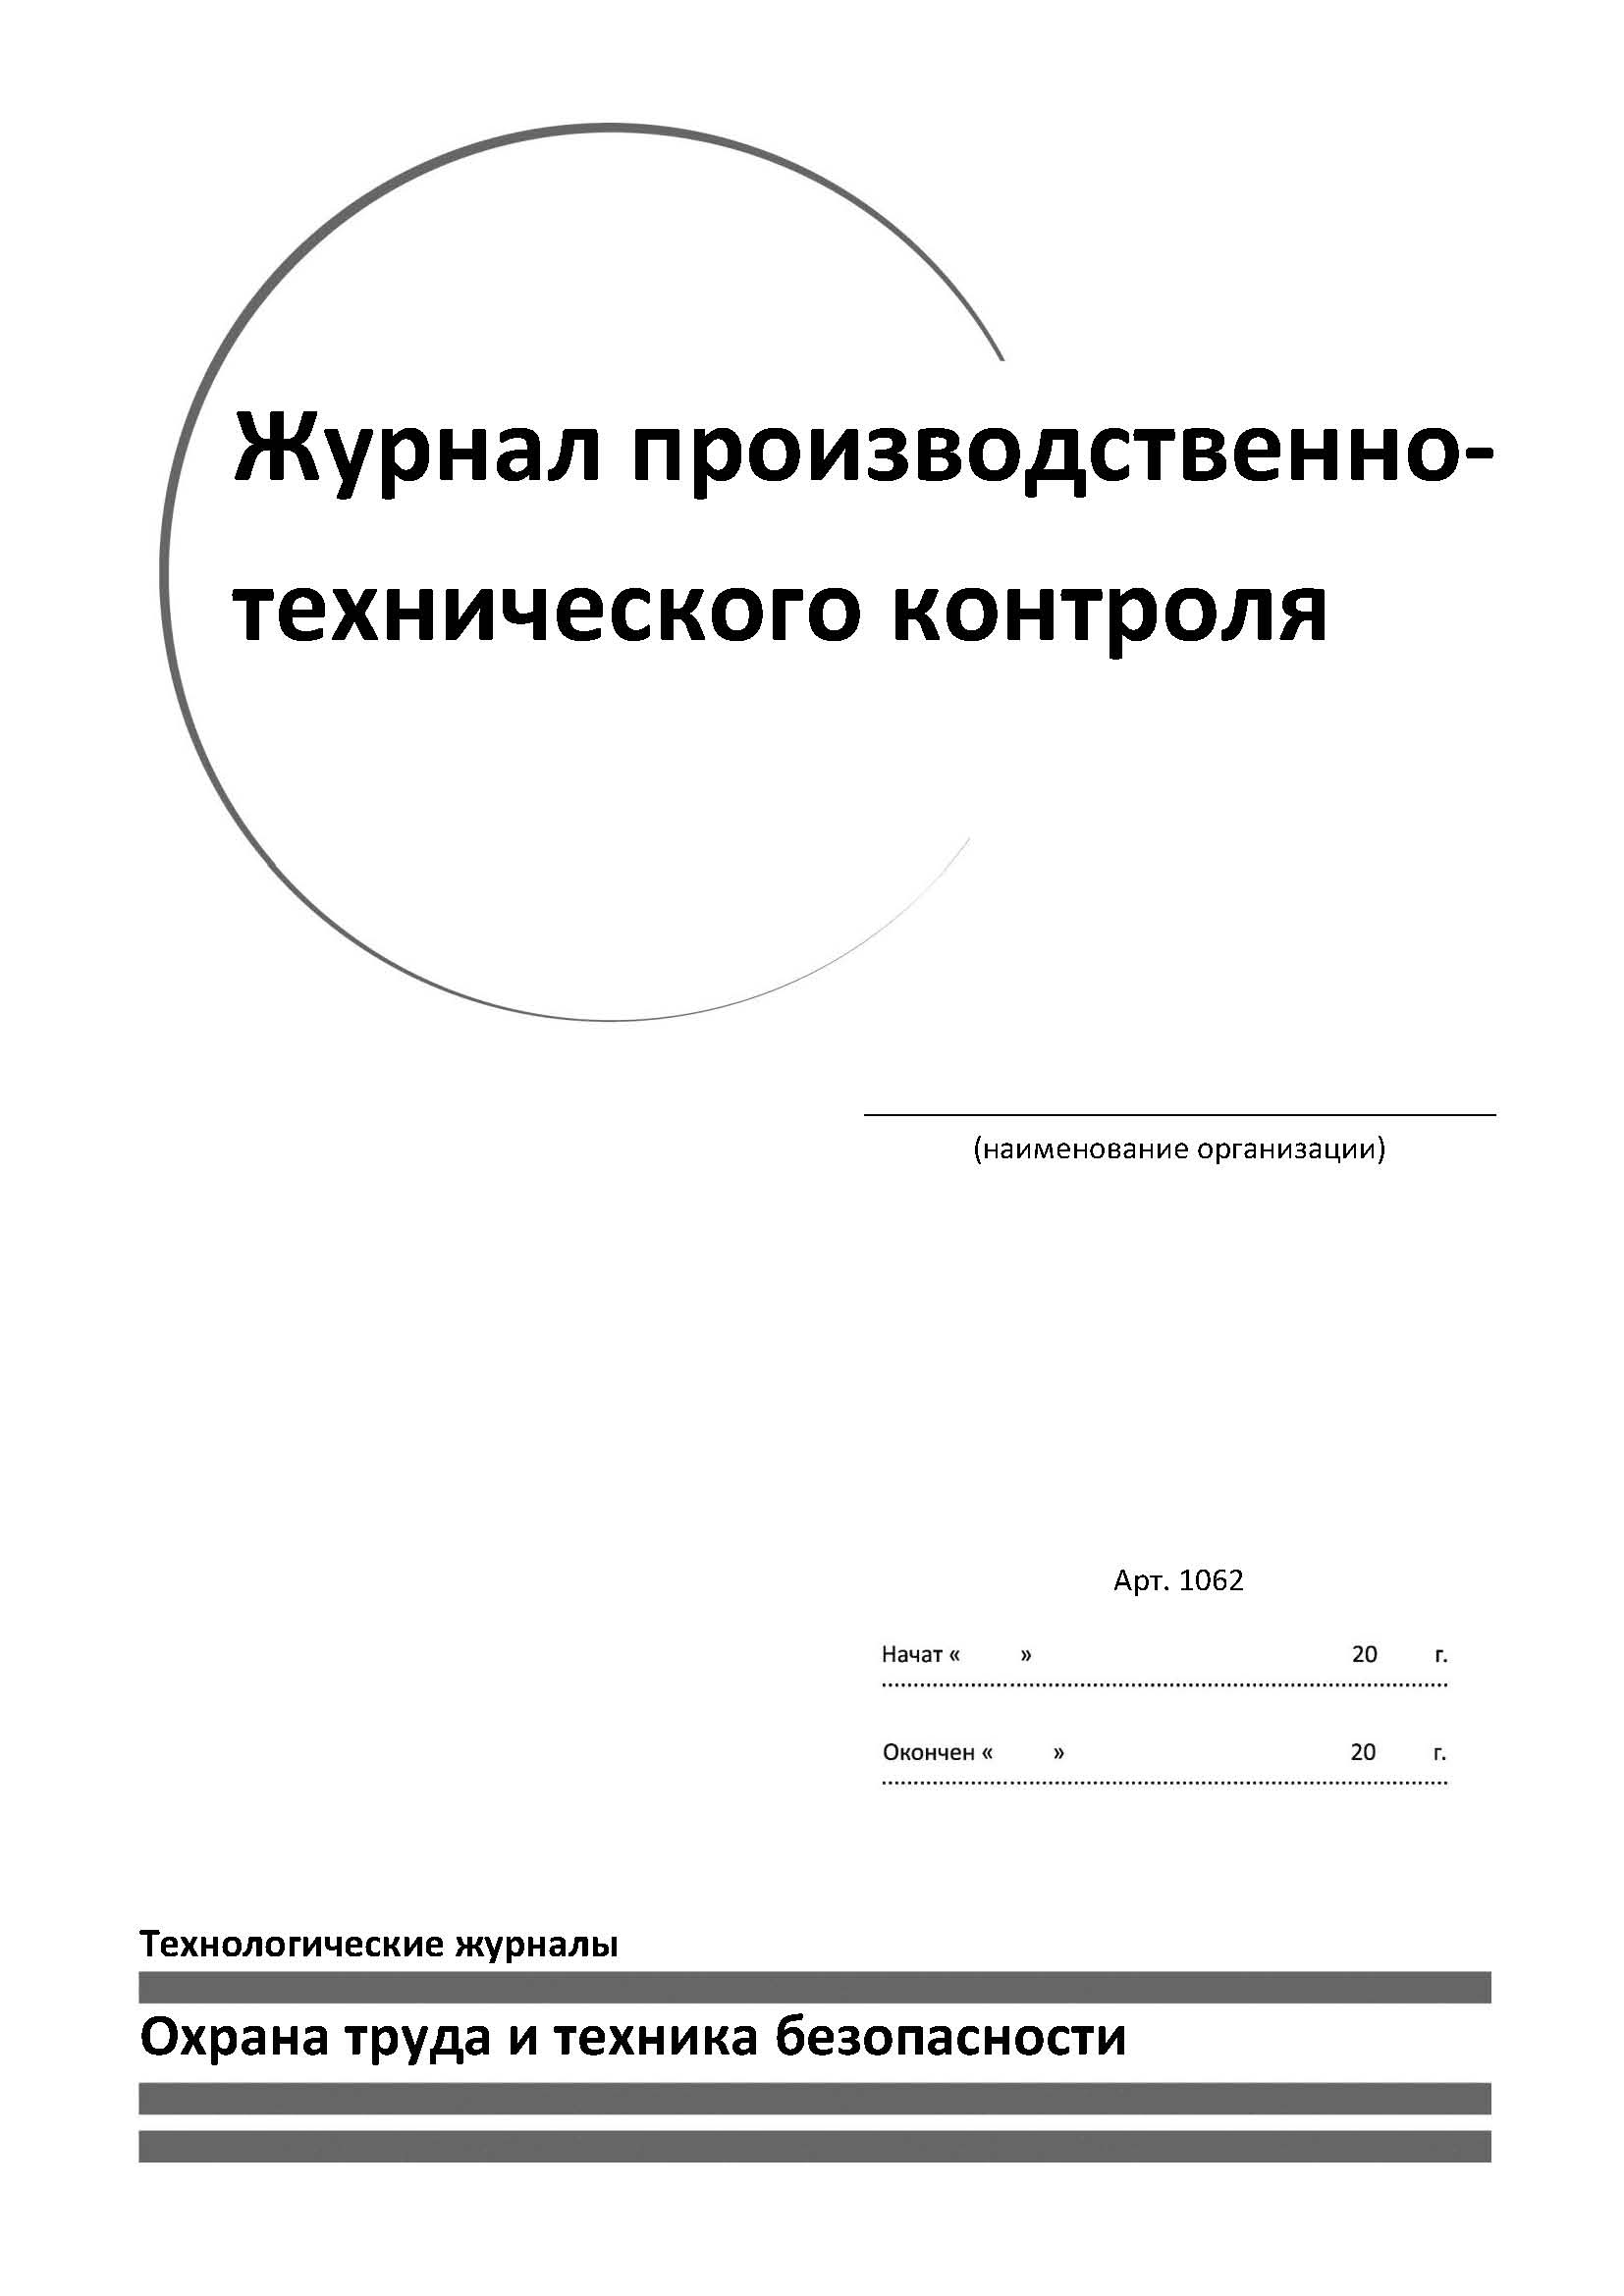 Журнал производственно-
технического контроля
(наименование организации)
Арт. 1062
Начат « » 20 г.
Окончен « » 20 г.
Технологические журналы
Охрана труда и техника безопасности